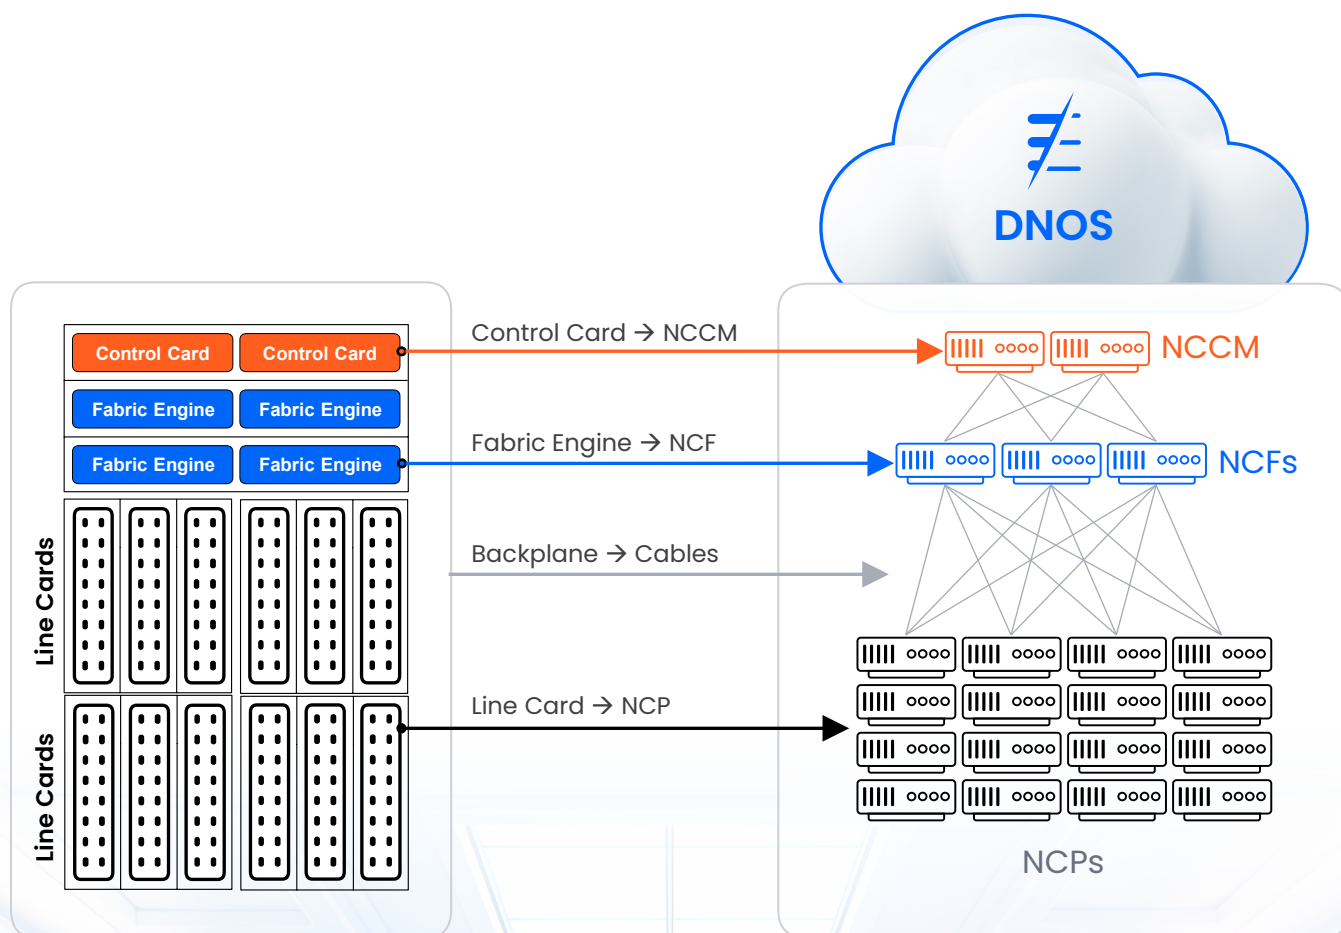 DNOS
Control Card Control Card
Fabric Engine Fabric Engine
Fabric Engine Fabric Engine
Line Cards
Line Cards
Control Card → NCCM
Fabric Engine → NCF
Backplane → Cables
Line Card → NCP
NCCM
NCFs
NCPs